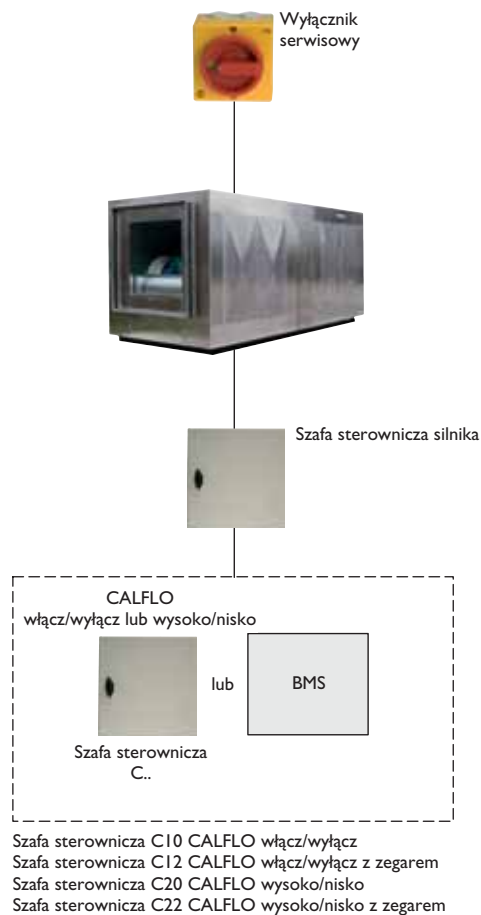 Wyłącznik
serwisowy
Szafa sterownicza silnika
CALFLO
włącz/wyłącz lub wysoko/nisko
lub
BMS
Szafa sterownicza
C..
Szafa sterownicza C10 CALFLO włącz/wyłącz
Szafa sterownicza C12 CALFLO włącz/wyłącz z zegarem
Szafa sterownicza C20 CALFLO wysoko/nisko
Szafa sterownicza C22 CALFLO wysoko/nisko z zegarem